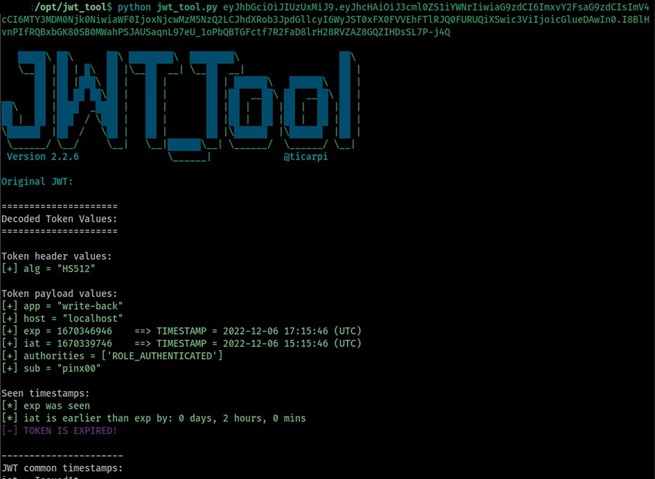 :/opt/jwt_tool$ python jwt_tool.py eyJhbGciOiJIUzUxMiJ9.eyJhcHAiOiJ3cml0ZS1iYWNrIiwiaG9zdCI6ImxvY2FsaG9zdCIsImV4
cCI6MTY3MDM0Njk0NiwiaWF0IjoxNjcwMzM5NzQ2LCJhdXRob3JpdGllcyI6WyJST0xFX0FVVEhFTlRJQ0FURUQiXSwic3ViIjoicGlueDAwIn0.I8BlH
vnPIfRQBxbGK80SB0MWahPSJAUSaqnL97eU_1oPbQBTGFctf7R2FaD8lrH28RVZAZ8GQZIHDsSL7P-j4Q
JWT_Tool
Version 2.2.6 @ticarpi
Original JWT:
=====================
Decoded Token Values:
=====================
Token header values:
[+] alg = "HS512"
Token payload values:
[+] app = "write-back"
[+] host = "localhost"
[+] exp = 1670346946 ==> TIMESTAMP = 2022-12-06 17:15:46 (UTC)
[+] iat = 1670339746 ==> TIMESTAMP = 2022-12-06 15:15:46 (UTC)
[+] authorities = ['ROLE_AUTHENTICATED']
[+] sub = "pinx00"
Seen timestamps:
[*] exp was seen
[*] iat is earlier than exp by: 0 days, 2 hours, 0 mins
[-] TOKEN IS EXPIRED!
----------------------
JWT common timestamps: